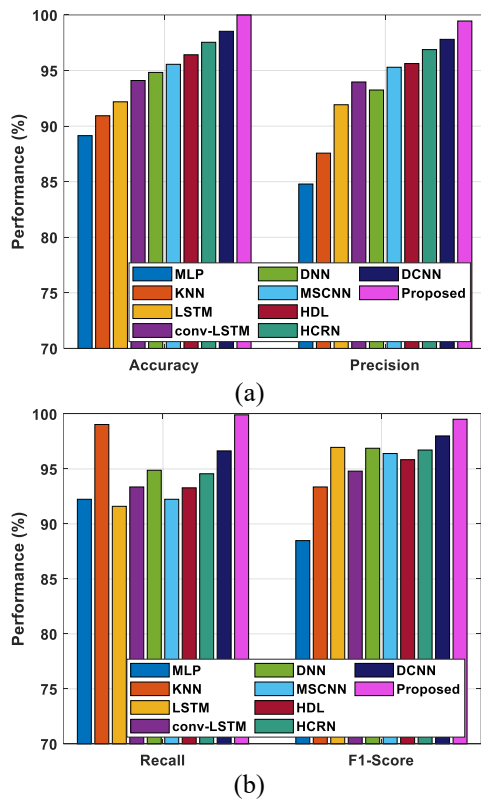 100
95
90
85
80
75
70
Performance (%)
MLP
KNN
LSTM
conv-LSTM
DNN
MSCNN
HDL
HCRN
DCNN
Proposed
Accuracy
Precision
(a)
100
95
90
85
80
75
70
Performance (%)
MLP
KNN
LSTM
conv-LSTM
DNN
MSCNN
HDL
HCRN
DCNN
Proposed
Recall
F1-Score
(b)